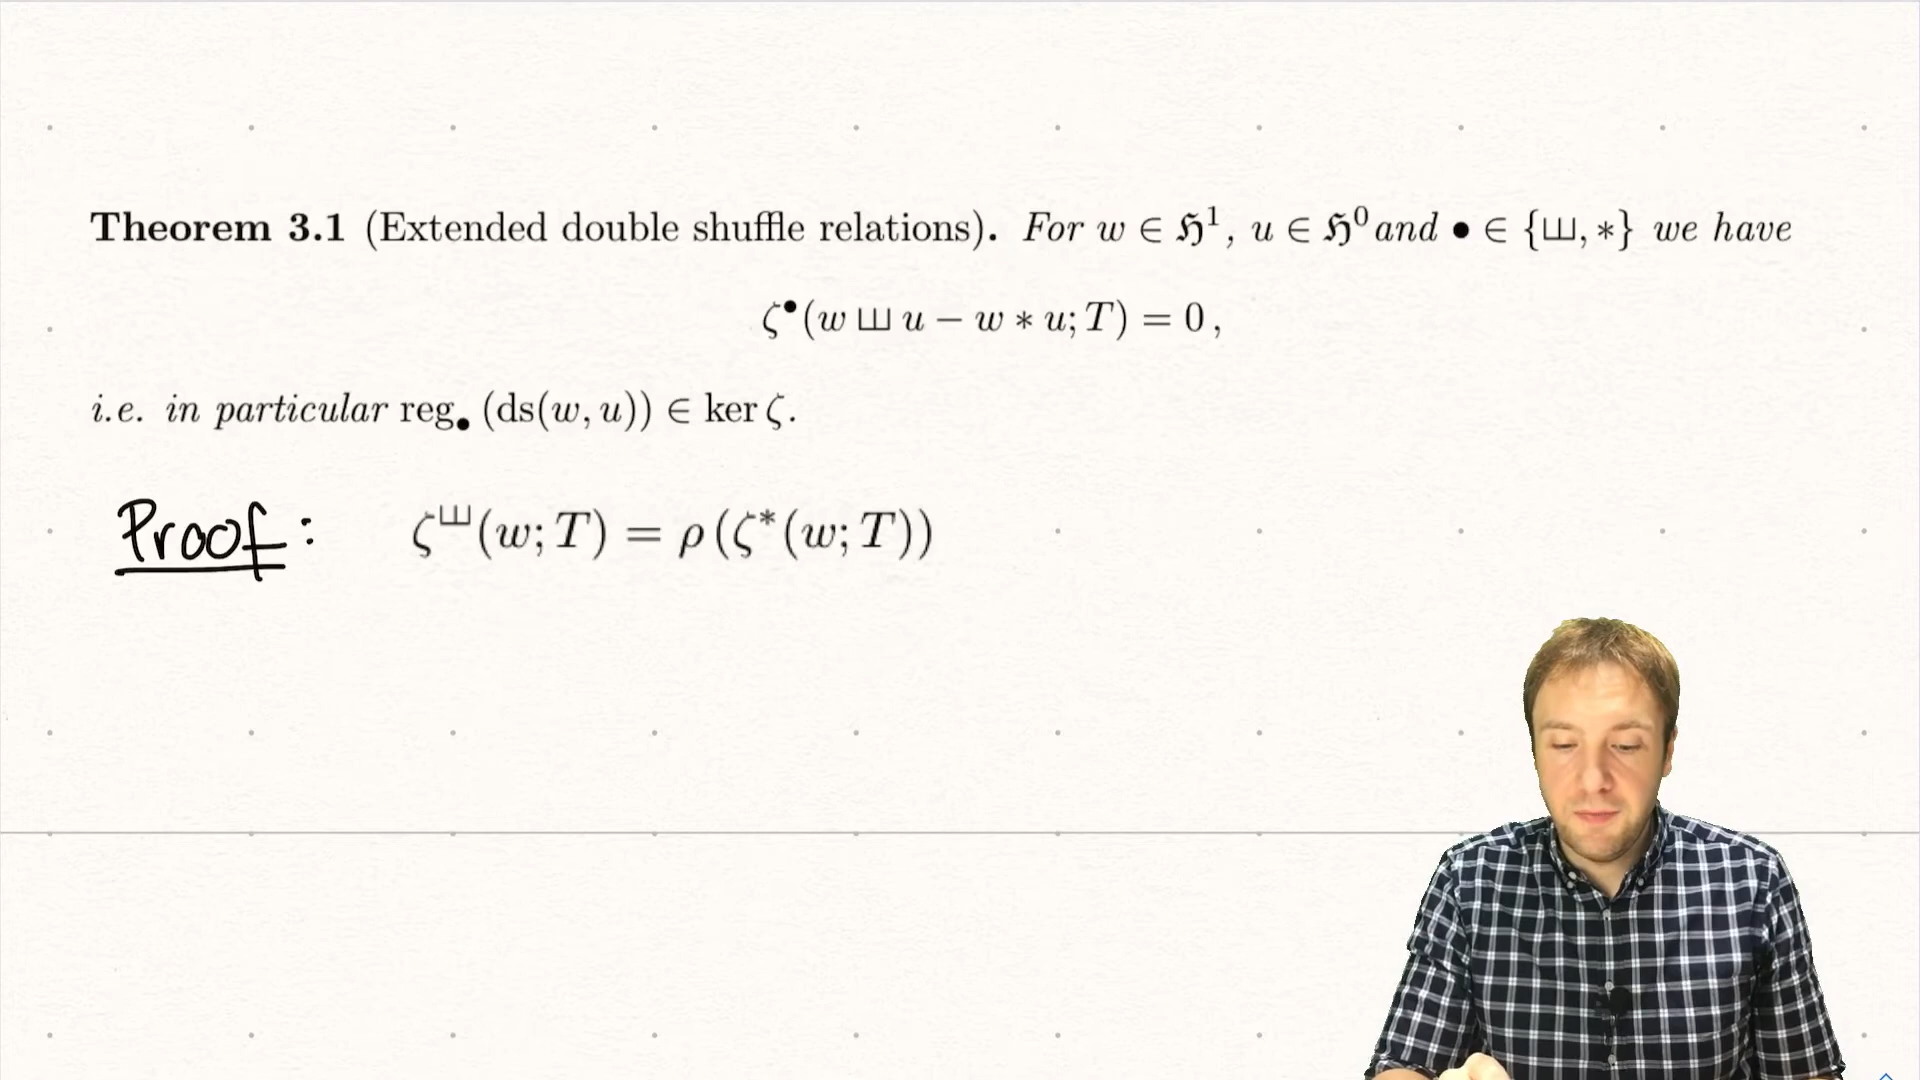 Theorem 3.1 (Extended double shuffle relations). For w ∈ ℌ¹, u ∈ ℌ⁰ and • ∈ {ш, *} we have
ζ•(w ш u − w * u; T) = 0,
i.e. in particular reg• (ds(w, u)) ∈ ker ζ.
Proof: ζ^ш(w; T) = ρ(ζ*(w; T))